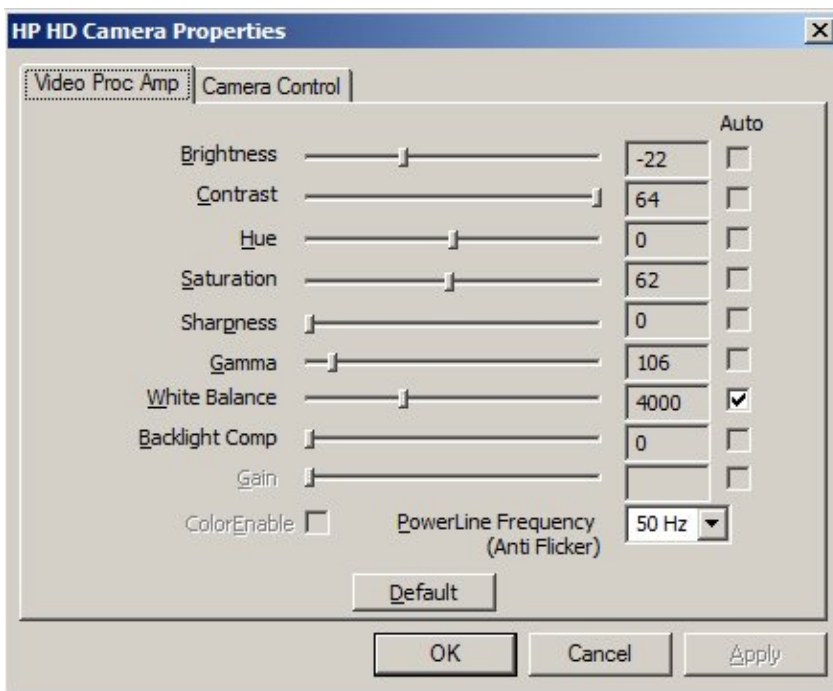 HP HD Camera Properties
Video Proc Amp Camera Control
Auto
Brightness -22
Contrast 64
Hue 0
Saturation 62
Sharpness 0
Gamma 106
White Balance 4000
Backlight Comp 0
Gain
ColorEnable PowerLine Frequency 50 Hz
(Anti Flicker)
Default
OK Cancel Apply